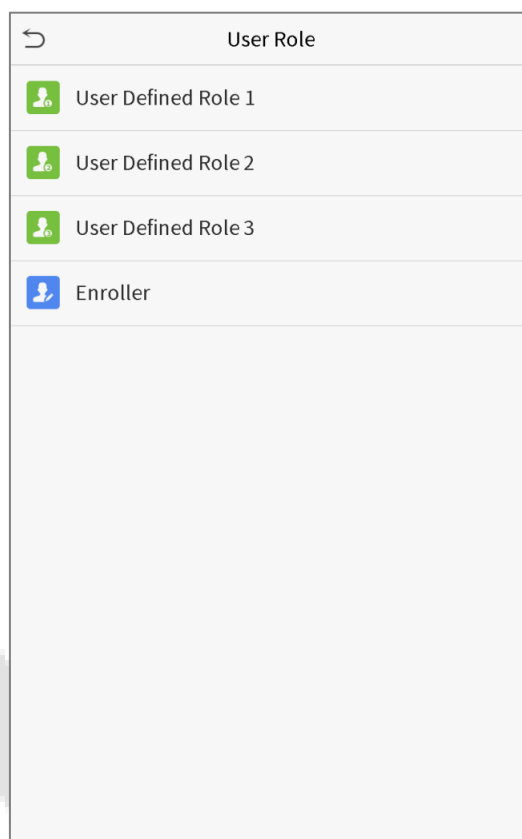 User Role
User Defined Role 1
User Defined Role 2
User Defined Role 3
Enroller